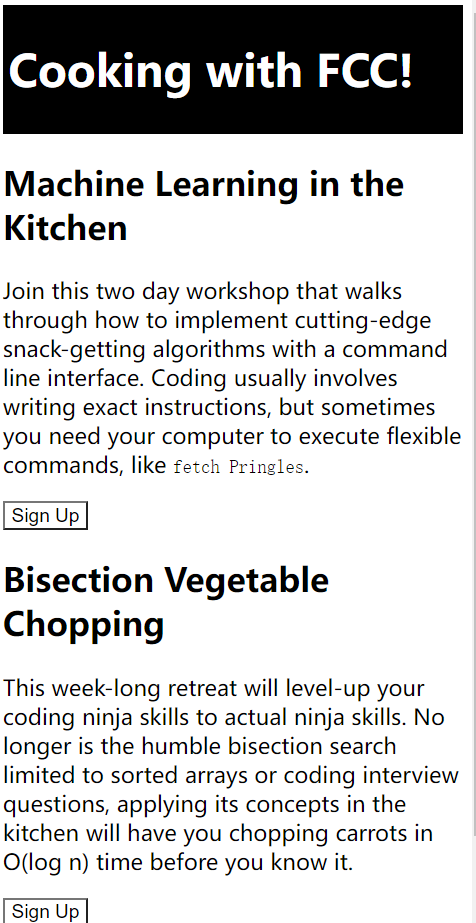 Cooking with FCC!
Machine Learning in the
Kitchen
Join this two day workshop that walks
through how to implement cutting-edge
snack-getting algorithms with a command
line interface. Coding usually involves
writing exact instructions, but sometimes
you need your computer to execute flexible
commands, like fetch Pringles.
Sign Up
Bisection Vegetable
Chopping
This week-long retreat will level-up your
coding ninja skills to actual ninja skills. No
longer is the humble bisection search
limited to sorted arrays or coding interview
questions, applying its concepts in the
kitchen will have you chopping carrots in
O(log n) time before you know it.
Sign Up